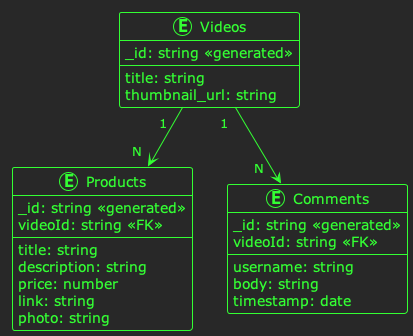 E Videos
_id: string «generated»
title: string
thumbnail_url: string
1
1
N
N
E Products
_id: string «generated»
videoId: string «FK»
title: string
description: string
price: number
link: string
photo: string
E Comments
_id: string «generated»
videoId: string «FK»
username: string
body: string
timestamp: date